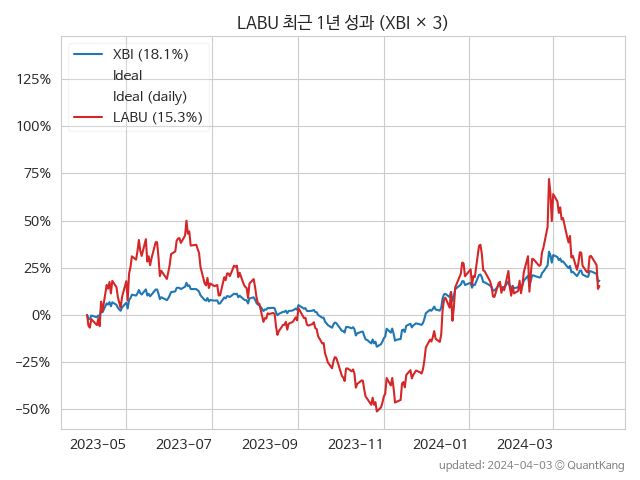 LABU 최근 1년 성과 (XBI × 3)
XBI (18.1%)
Ideal
Ideal (daily)
LABU (15.3%)
125%
100%
75%
50%
25%
0%
−25%
−50%
2023-05 2023-07 2023-09 2023-11 2024-01 2024-03
updated: 2024-04-03 © QuantKang